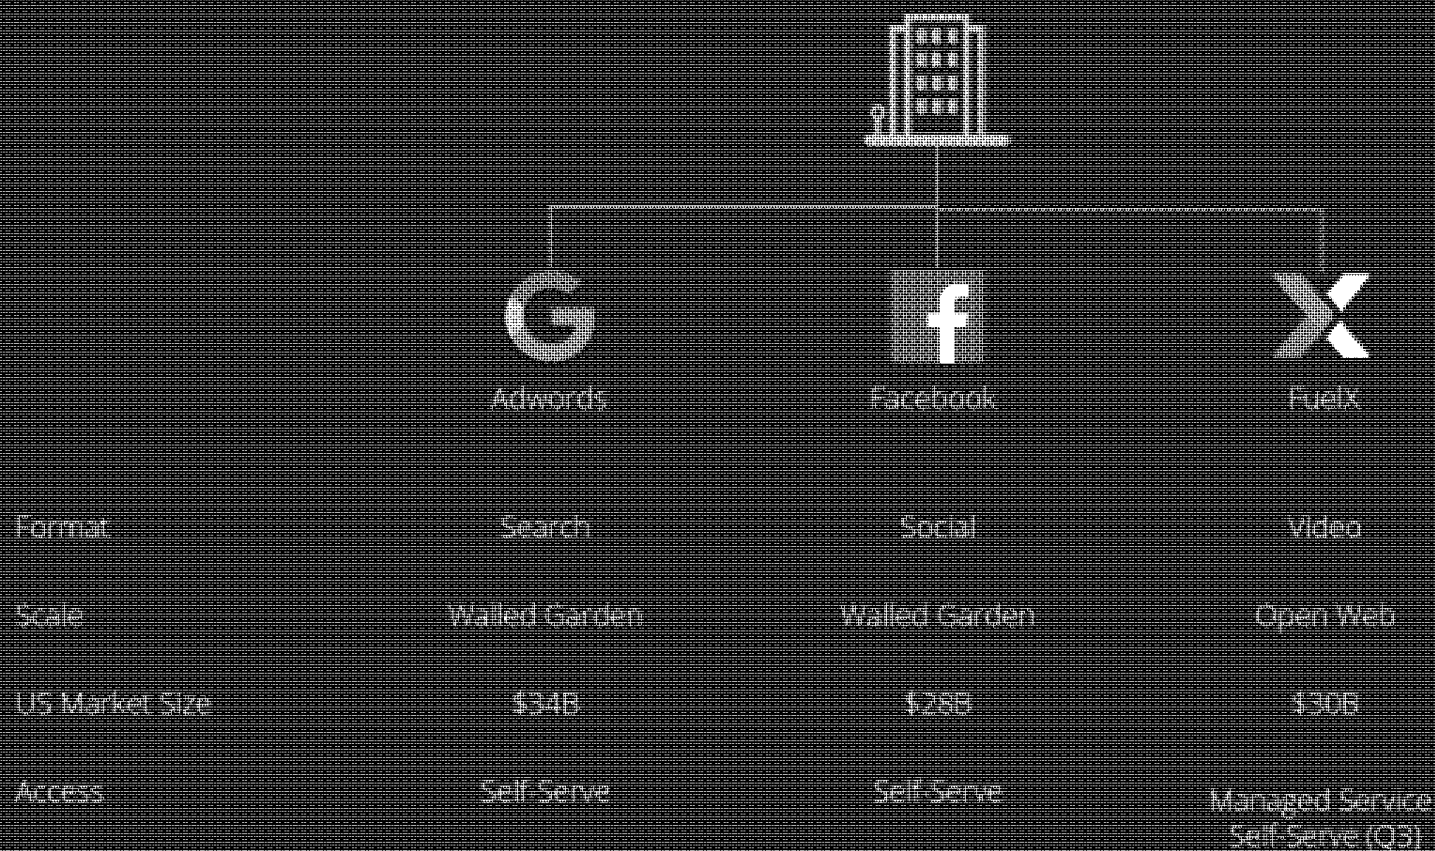 Adwords Facebook FuelX
Format Search Social Video
Scale Walled Garden Walled Garden Open Web
US Market Size $34B $28B $30B
Access Self-Serve Self-Serve Managed Service
Self-Serve (Q3)